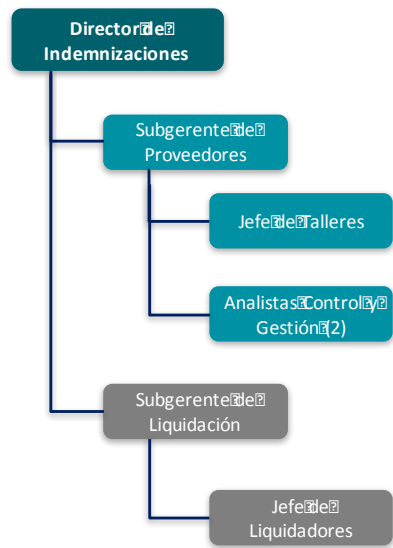 Director de
Indemnizaciones
Subgerente de
Proveedores
Jefe de Talleres
Analistas Control y
Gestión (2)
Subgerente de
Liquidación
Jefe de
Liquidadores